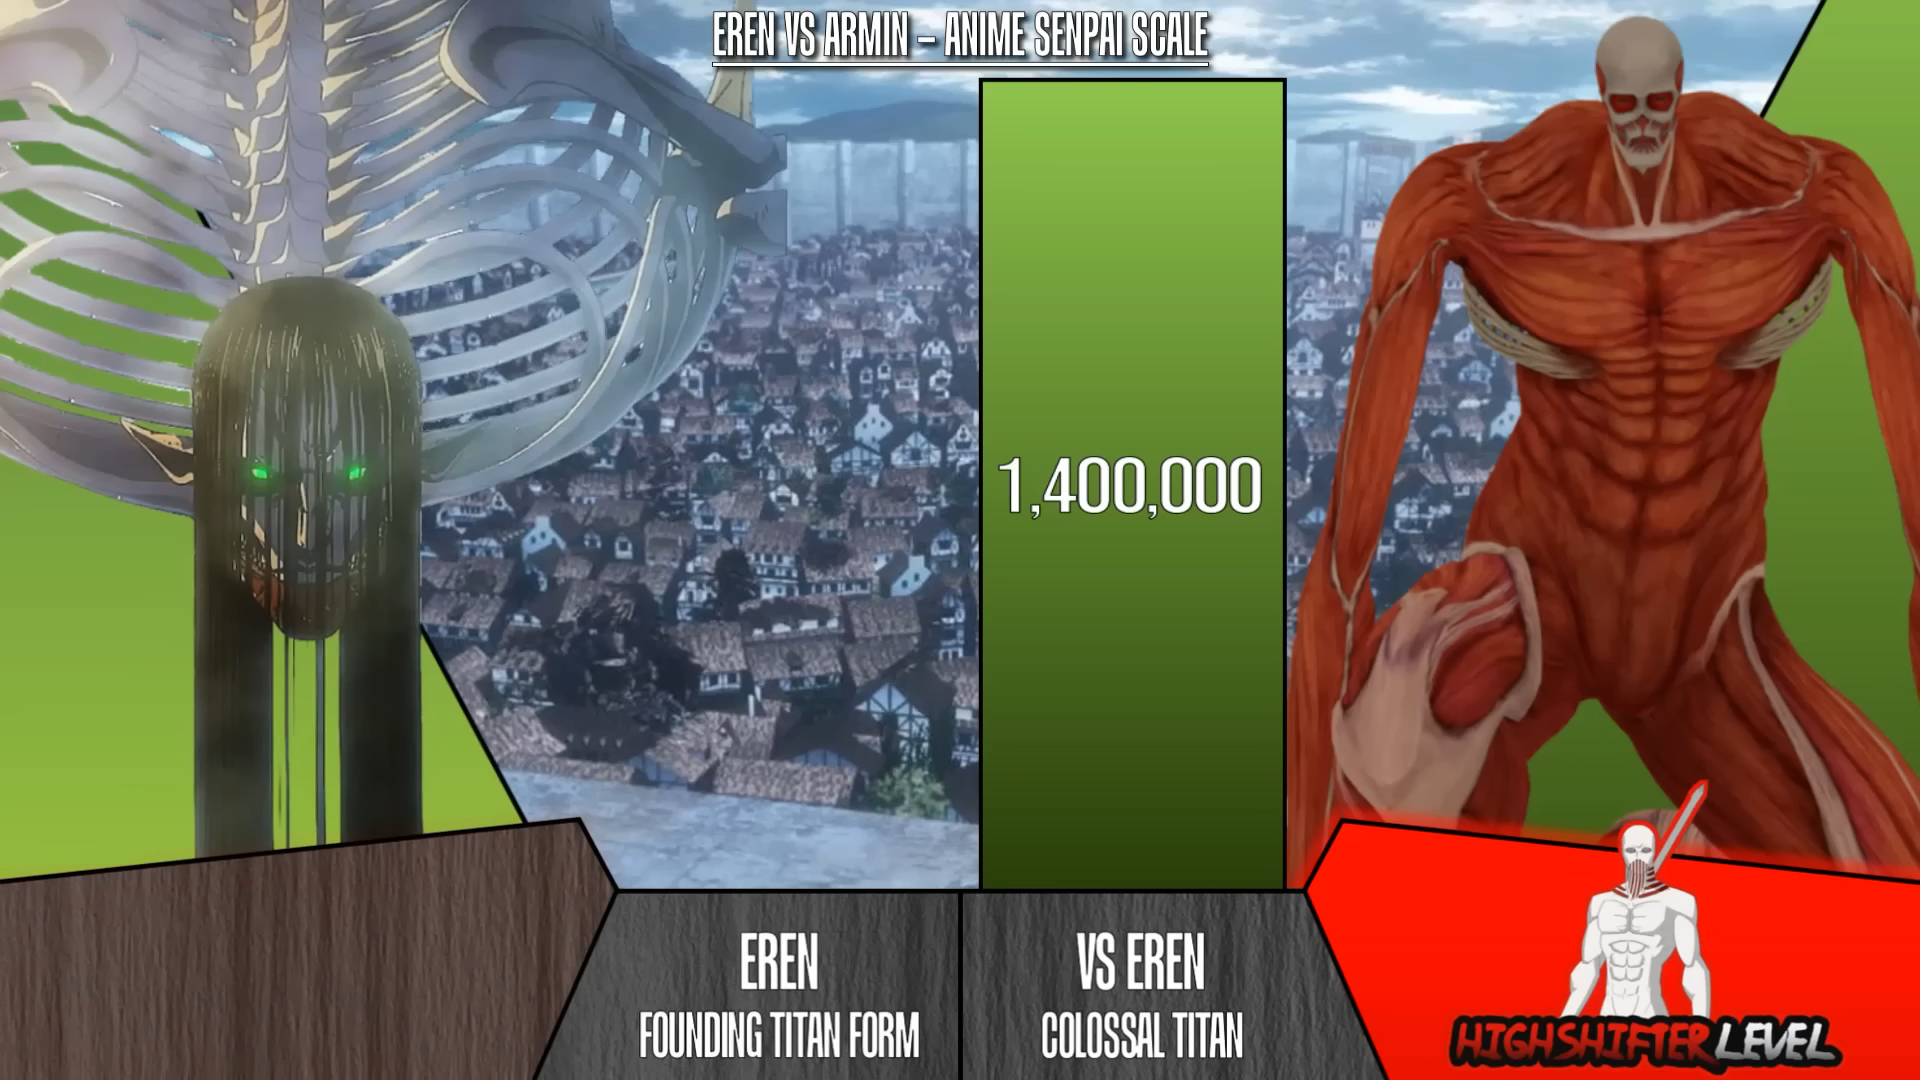 EREN VS ARMIN – ANIME SENPAI SCALE
1,400,000
EREN
FOUNDING TITAN FORM
VS EREN
COLOSSAL TITAN
HIGHSHIFTER LEVEL